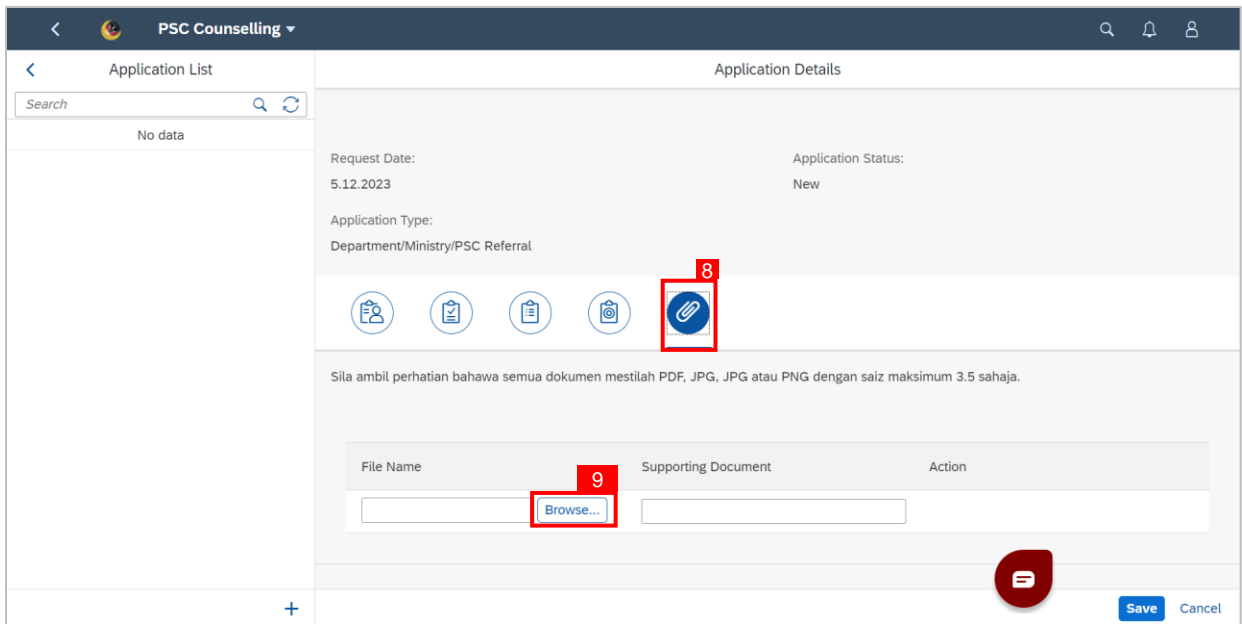 PSC Counselling
Application List
Application Details
Search
No data
Request Date:
Application Status:
5.12.2023
New
Application Type:
Department/Ministry/PSC Referral
8
Sila ambil perhatian bahawa semua dokumen mestilah PDF, JPG, JPG atau PNG dengan saiz maksimum 3.5 sahaja.
File Name
Supporting Document
Action
9
Browse...
Save
Cancel